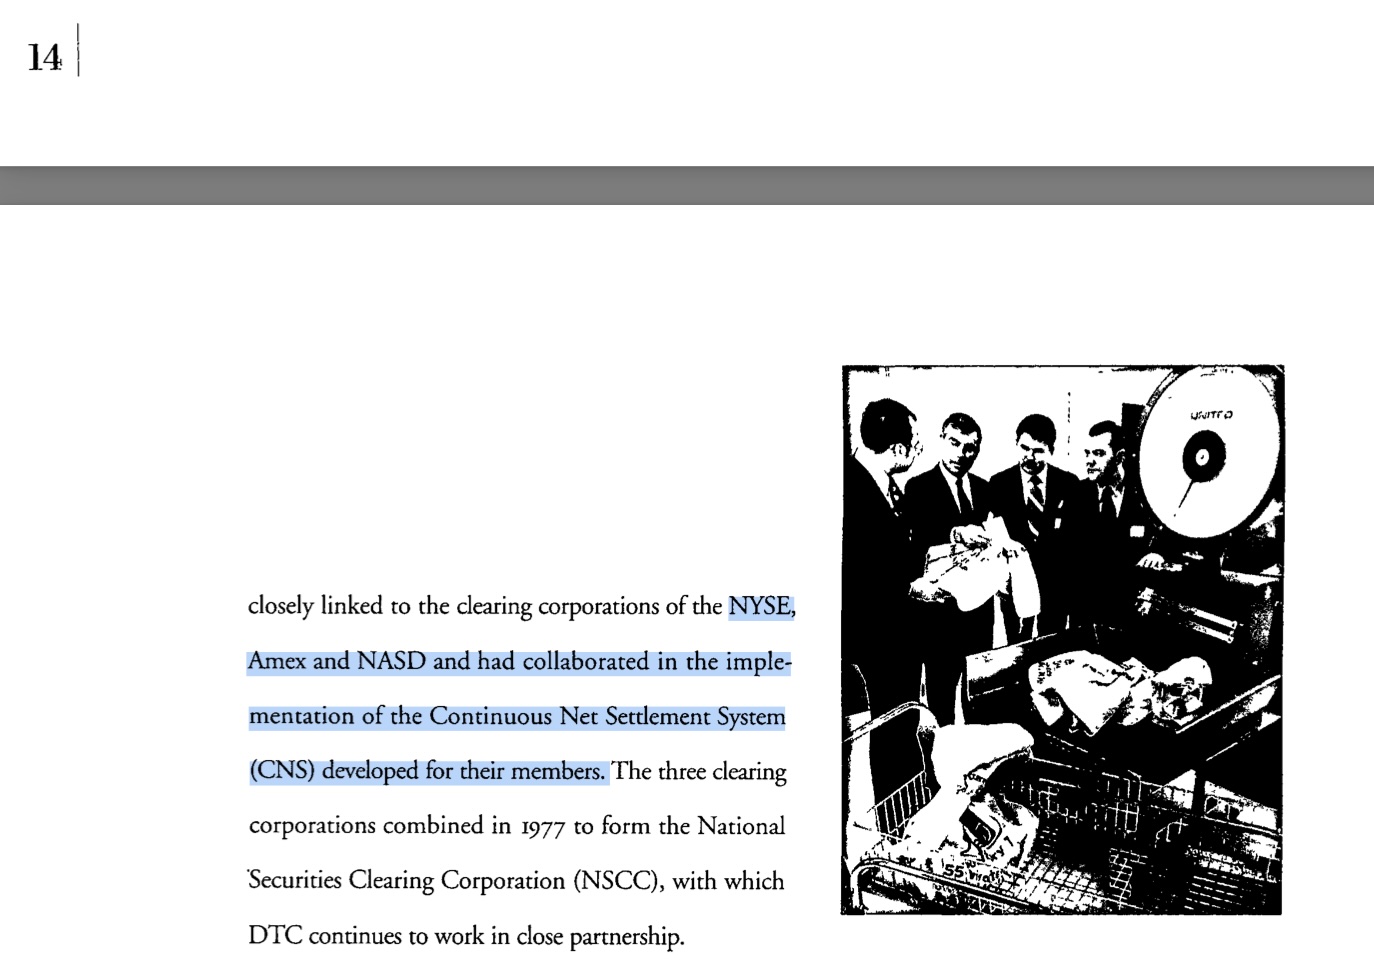 14
UNITED
closely linked to the clearing corporations of the NYSE,
Amex and NASD and had collaborated in the imple-
mentation of the Continuous Net Settlement System
(CNS) developed for their members. The three clearing
corporations combined in 1977 to form the National
Securities Clearing Corporation (NSCC), with which
DTC continues to work in close partnership.